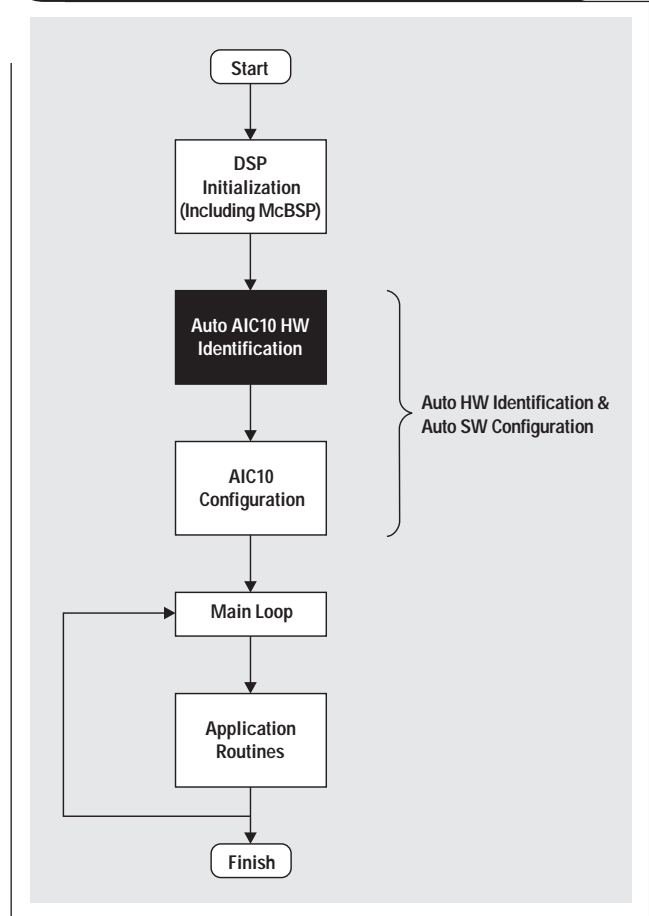 Start
DSP
Initialization
(Including McBSP)
Auto AIC10 HW
Identification
Auto HW Identification &
Auto SW Configuration
AIC10
Configuration
Main Loop
Application
Routines
Finish